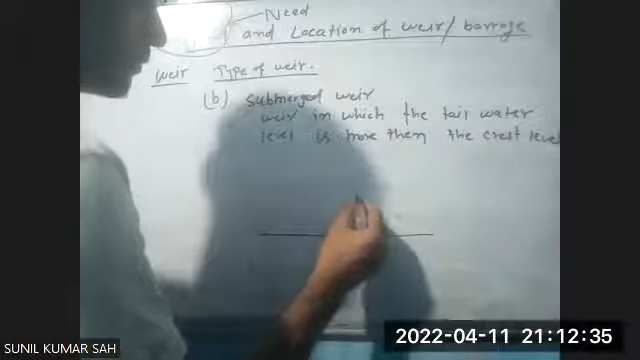 Need
and Location of weir/barrage
Weir Type of weir.
(b) Submerged weir
weir in which the tail water
level is more then the crest level
SUNIL KUMAR SAH
2022-04-11 21:12:35